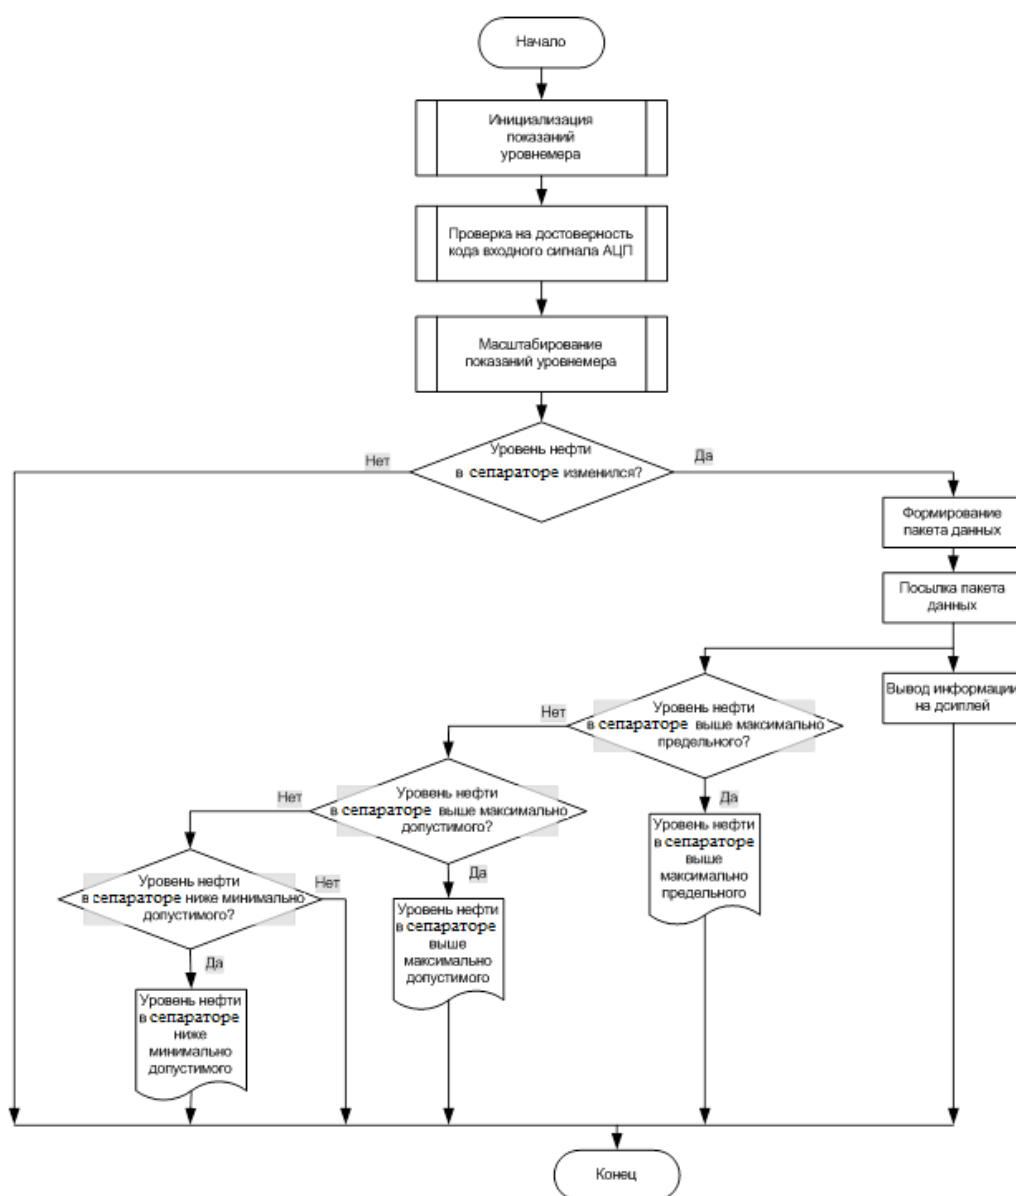 Начало
Инициализация
показаний
уровнемера
Проверка на достоверность
кода входного сигнала АЦП
Масштабирование
показаний уровнемера
Уровень нефти
в сепараторе изменился?
Нет
Да
Формирование
пакета данных
Посылка пакета
данных
Вывод информации
на дсиплей
Уровень нефти
в сепараторе выше максимально
предельного?
Нет
Да
Уровень нефти
в сепараторе
выше
максимально
предельного
Уровень нефти
в сепараторе выше максимально
допустимого?
Нет
Да
Уровень нефти
в сепараторе
выше
максимально
допустимого
Уровень нефти
в сепараторе ниже минимально
допустимого?
Нет
Да
Уровень нефти
в сепараторе
ниже
минимально
допустимого
Конец